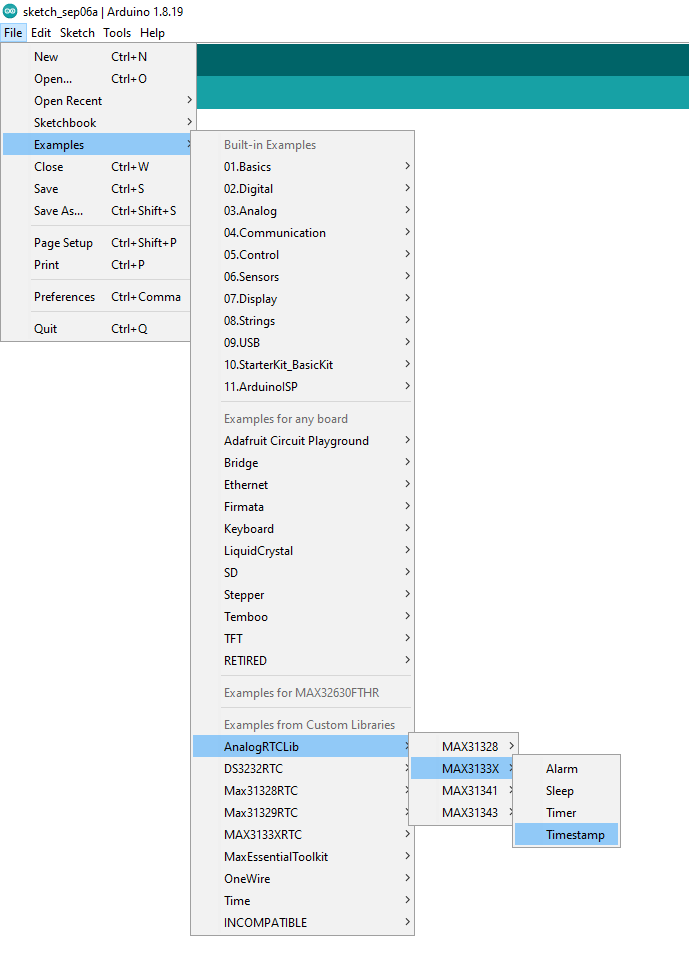 sketch_sep06a | Arduino 1.8.19
File Edit Sketch Tools Help
New Ctrl+N
Open... Ctrl+O
Open Recent
Sketchbook
Examples
Close Ctrl+W
Save Ctrl+S
Save As... Ctrl+Shift+S
Page Setup Ctrl+Shift+P
Print Ctrl+P
Preferences Ctrl+Comma
Quit Ctrl+Q
Built-in Examples
01.Basics
02.Digital
03.Analog
04.Communication
05.Control
06.Sensors
07.Display
08.Strings
09.USB
10.StarterKit_BasicKit
11.ArduinoISP
Examples for any board
Adafruit Circuit Playground
Bridge
Ethernet
Firmata
Keyboard
LiquidCrystal
SD
Stepper
Temboo
TFT
RETIRED
Examples for MAX32630FTHR
Examples from Custom Libraries
AnalogRTCLib
DS3232RTC
Max31328RTC
Max31329RTC
MAX3133XRTC
MaxEssentialToolkit
OneWire
Time
INCOMPATIBLE
MAX31328
MAX3133X
MAX31341
MAX31343
Alarm
Sleep
Timer
Timestamp